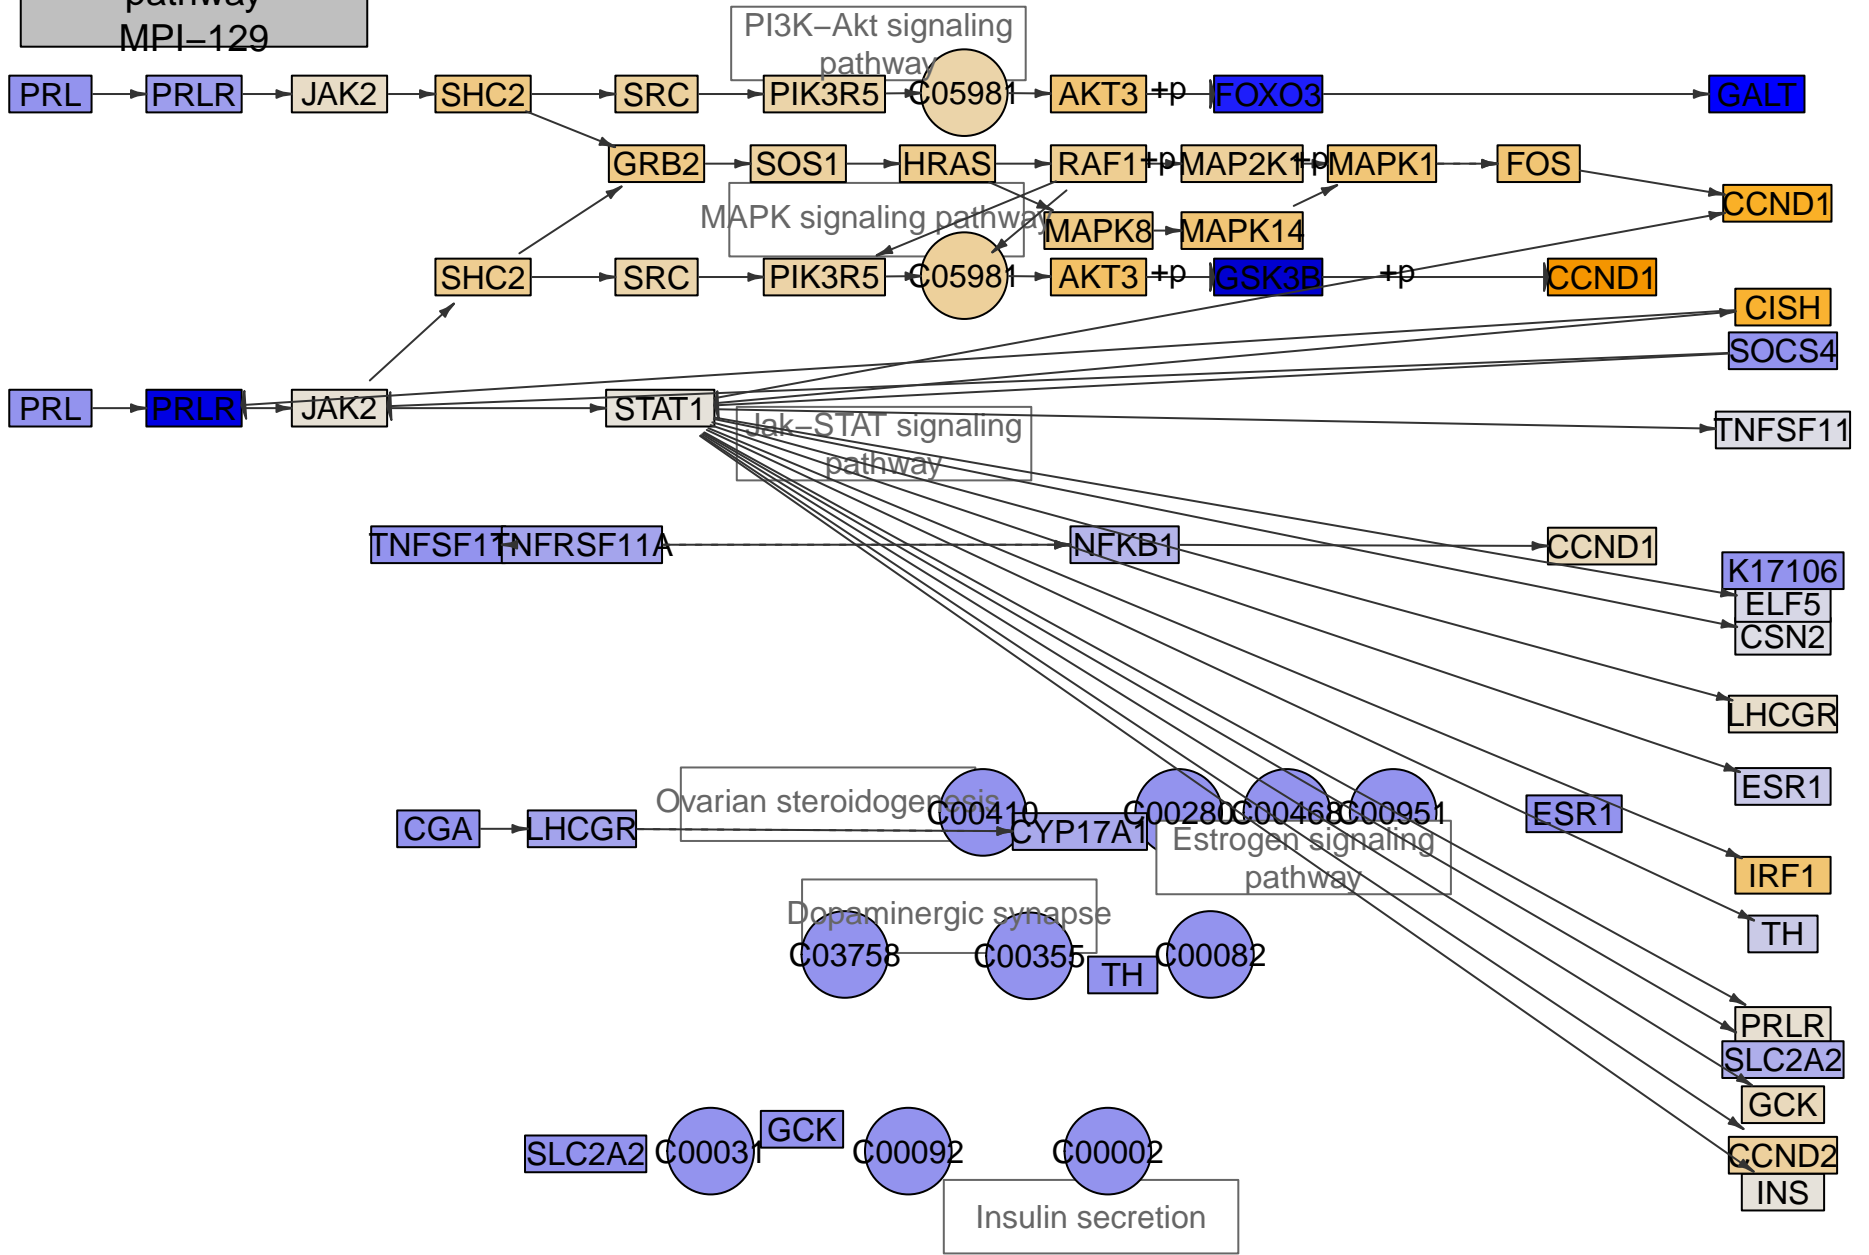 pathway
MPI–129
PI3K–Akt signaling
pathway
PRL
PRLR
JAK2
SHC2
SRC
PIK3R5
C05981
AKT3
+p
FOXO3
GALT
GRB2
SOS1
HRAS
RAF1
+p
MAP2K1
+p
MAPK1
FOS
CCND1
MAPK signaling pathway
MAPK8
MAPK14
SHC2
SRC
PIK3R5
C05981
AKT3
+p
GSK3B
+p
CCND1
CISH
SOCS4
PRL
PRLR
JAK2
STAT1
Jak–STAT signaling
pathway
TNFSF11
TNFSF11
TNFRSF11A
NFKB1
CCND1
K17106
ELF5
CSN2
LHCGR
ESR1
Ovarian steroidogenesis
C00410
C00280
C00468
C00951
ESR1
CGA
LHCGR
CYP17A1
Estrogen signaling
pathway
IRF1
Dopaminergic synapse
TH
C03758
C00355
TH
C00082
PRLR
SLC2A2
GCK
SLC2A2
C00031
GCK
C00092
C00002
CCND2
INS
Insulin secretion